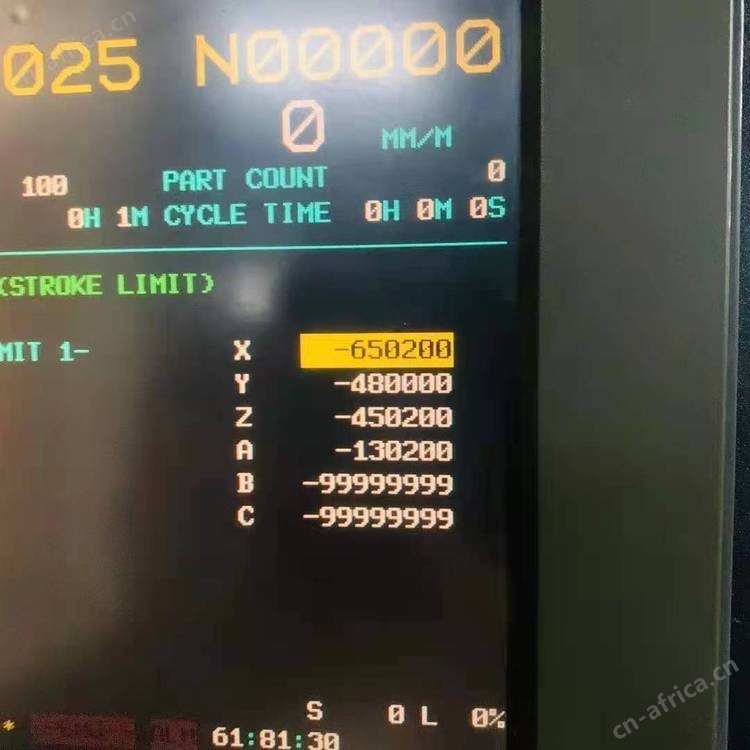 025 N00000
0 MM/M
100 PART COUNT 0
0H 1M CYCLE TIME 0H 0M 0S
(STROKE LIMIT)
MIT 1- X -650200
Y -480000
Z -450200
A -130200
B -99999999
C -99999999
S 0 L 0%
* ALM 61:81:30
cn-africa.cn
cn-africa.cn